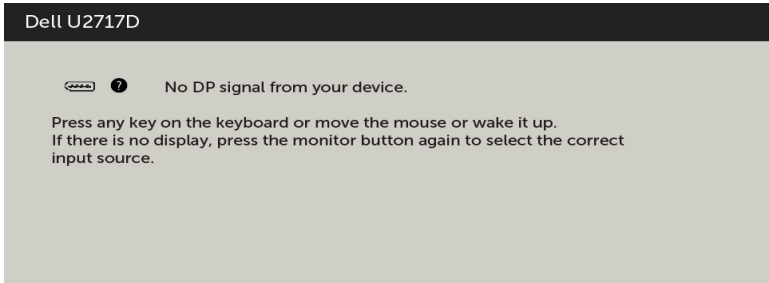 Dell U2717D
? No DP signal from your device.
Press any key on the keyboard or move the mouse or wake it up.
If there is no display, press the monitor button again to select the correct
input source.